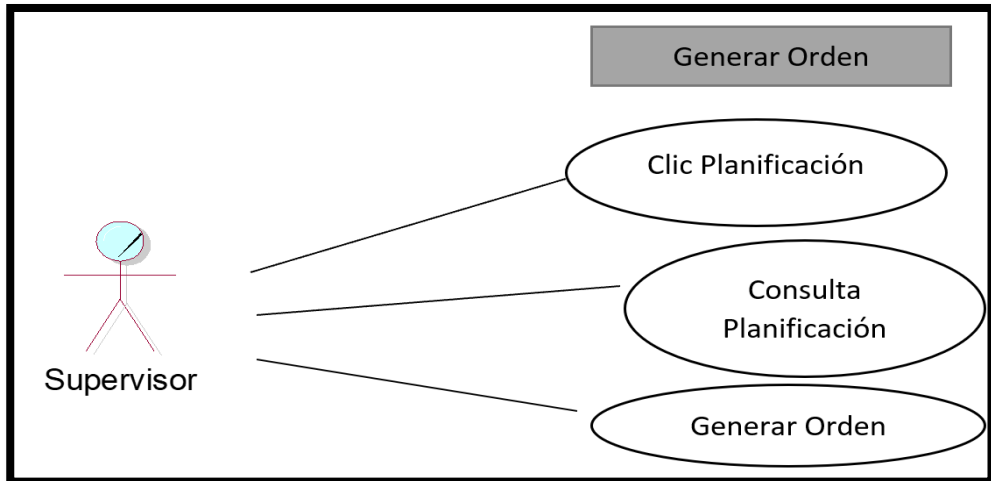 Generar Orden
Clic Planificación
Consulta
Planificación
Supervisor
Generar Orden